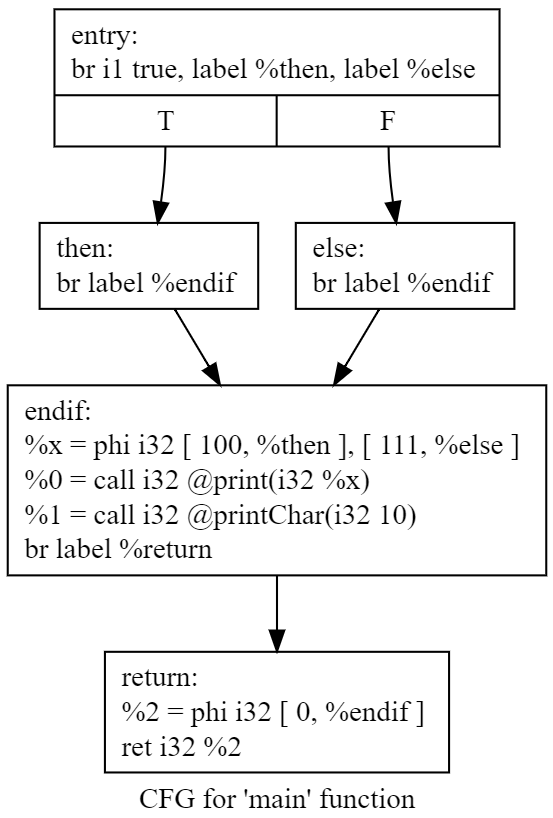 entry:
br i1 true, label %then, label %else
T
F
then:
br label %endif
else:
br label %endif
endif:
%x = phi i32 [ 100, %then ], [ 111, %else ]
%0 = call i32 @print(i32 %x)
%1 = call i32 @printChar(i32 10)
br label %return
return:
%2 = phi i32 [ 0, %endif ]
ret i32 %2
CFG for 'main' function